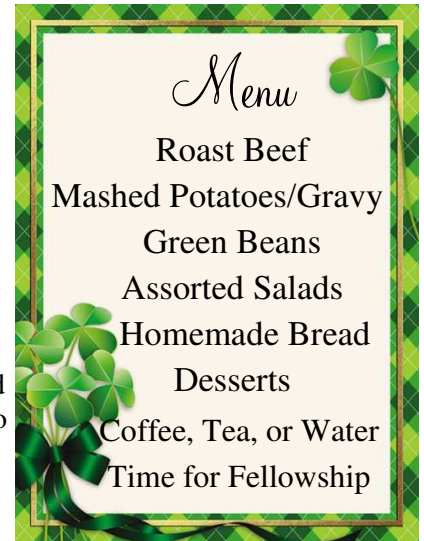 Menu
Roast Beef
Mashed Potatoes/Gravy
Green Beans
Assorted Salads
Homemade Bread
Desserts
Coffee, Tea, or Water
Time for Fellowship